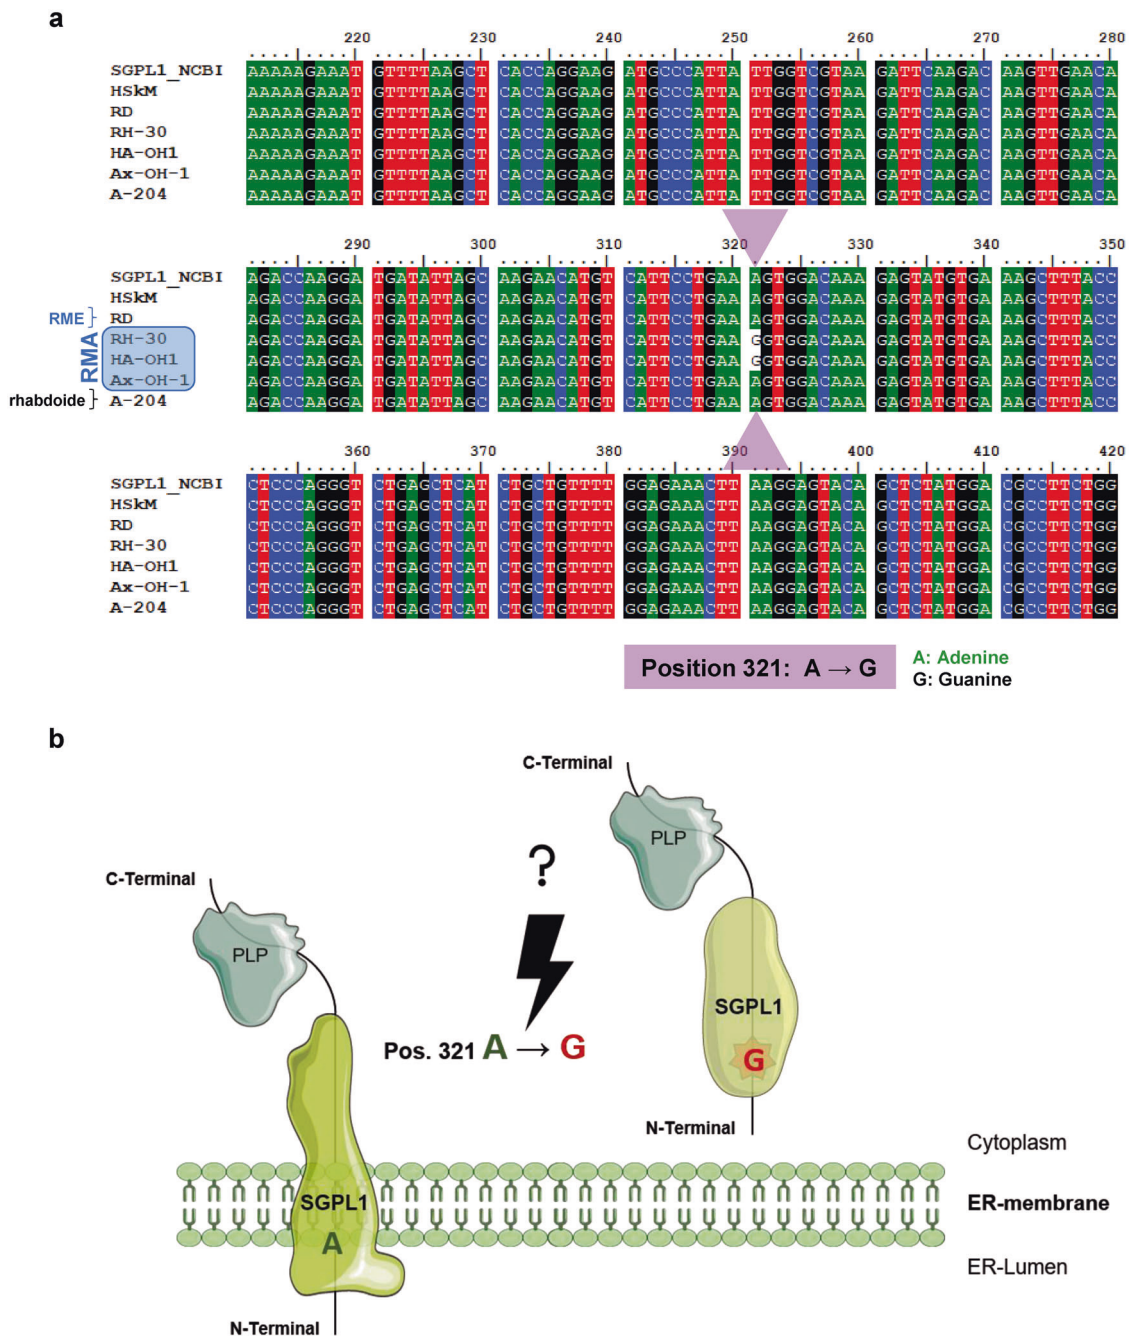 a
220 230 240 250 260 270 280
SGPL1_NCBI AAAAAGAAAT GTTTTAAGCT CACCAGGAAG ATGCCCATTA TTGGTCGTAA GATTCAAGAC AAGTTGAACA
HSkM AAAAAGAAAT GTTTTAAGCT CACCAGGAAG ATGCCCATTA TTGGTCGTAA GATTCAAGAC AAGTTGAACA
RD AAAAAGAAAT GTTTTAAGCT CACCAGGAAG ATGCCCATTA TTGGTCGTAA GATTCAAGAC AAGTTGAACA
RH-30 AAAAAGAAAT GTTTTAAGCT CACCAGGAAG ATGCCCATTA TTGGTCGTAA GATTCAAGAC AAGTTGAACA
HA-OH1 AAAAAGAAAT GTTTTAAGCT CACCAGGAAG ATGCCCATTA TTGGTCGTAA GATTCAAGAC AAGTTGAACA
Ax-OH-1 AAAAAGAAAT GTTTTAAGCT CACCAGGAAG ATGCCCATTA TTGGTCGTAA GATTCAAGAC AAGTTGAACA
A-204 AAAAAGAAAT GTTTTAAGCT CACCAGGAAG ATGCCCATTA TTGGTCGTAA GATTCAAGAC AAGTTGAACA
290 300 310 320 330 340 350
SGPL1_NCBI AGACCAAGGA TGATATTAGC AAGAACATGT CATTCCTGAA AGTGGACAAA GAGTATGTGA AAGCTTTACC
HSkM AGACCAAGGA TGATATTAGC AAGAACATGT CATTCCTGAA AGTGGACAAA GAGTATGTGA AAGCTTTACC
RME RD AGACCAAGGA TGATATTAGC AAGAACATGT CATTCCTGAA AGTGGACAAA GAGTATGTGA AAGCTTTACC
RMA RH-30 AGACCAAGGA TGATATTAGC AAGAACATGT CATTCCTGAA GGTGGACAAA GAGTATGTGA AAGCTTTACC
HA-OH1 AGACCAAGGA TGATATTAGC AAGAACATGT CATTCCTGAA GGTGGACAAA GAGTATGTGA AAGCTTTACC
Ax-OH-1 AGACCAAGGA TGATATTAGC AAGAACATGT CATTCCTGAA AGTGGACAAA GAGTATGTGA AAGCTTTACC
rhabdoide A-204 AGACCAAGGA TGATATTAGC AAGAACATGT CATTCCTGAA AGTGGACAAA GAGTATGTGA AAGCTTTACC
360 370 380 390 400 410 420
SGPL1_NCBI CTCCCAGGGT CTGAGCTCAT CTGCTGTTTT GGAGAAACTT AAGGAGTACA GCTCTATGGA CGCCTTCTGG
HSkM CTCCCAGGGT CTGAGCTCAT CTGCTGTTTT GGAGAAACTT AAGGAGTACA GCTCTATGGA CGCCTTCTGG
RD CTCCCAGGGT CTGAGCTCAT CTGCTGTTTT GGAGAAACTT AAGGAGTACA GCTCTATGGA CGCCTTCTGG
RH-30 CTCCCAGGGT CTGAGCTCAT CTGCTGTTTT GGAGAAACTT AAGGAGTACA GCTCTATGGA CGCCTTCTGG
HA-OH1 CTCCCAGGGT CTGAGCTCAT CTGCTGTTTT GGAGAAACTT AAGGAGTACA GCTCTATGGA CGCCTTCTGG
Ax-OH-1 CTCCCAGGGT CTGAGCTCAT CTGCTGTTTT GGAGAAACTT AAGGAGTACA GCTCTATGGA CGCCTTCTGG
A-204 CTCCCAGGGT CTGAGCTCAT CTGCTGTTTT GGAGAAACTT AAGGAGTACA GCTCTATGGA CGCCTTCTGG
Position 321: A → G
A: Adenine
G: Guanine
b
C-Terminal
PLP
?
C-Terminal
PLP
SGPL1
Pos. 321 A → G
G
N-Terminal
Cytoplasm
SGPL1
ER-membrane
A
ER-Lumen
N-Terminal